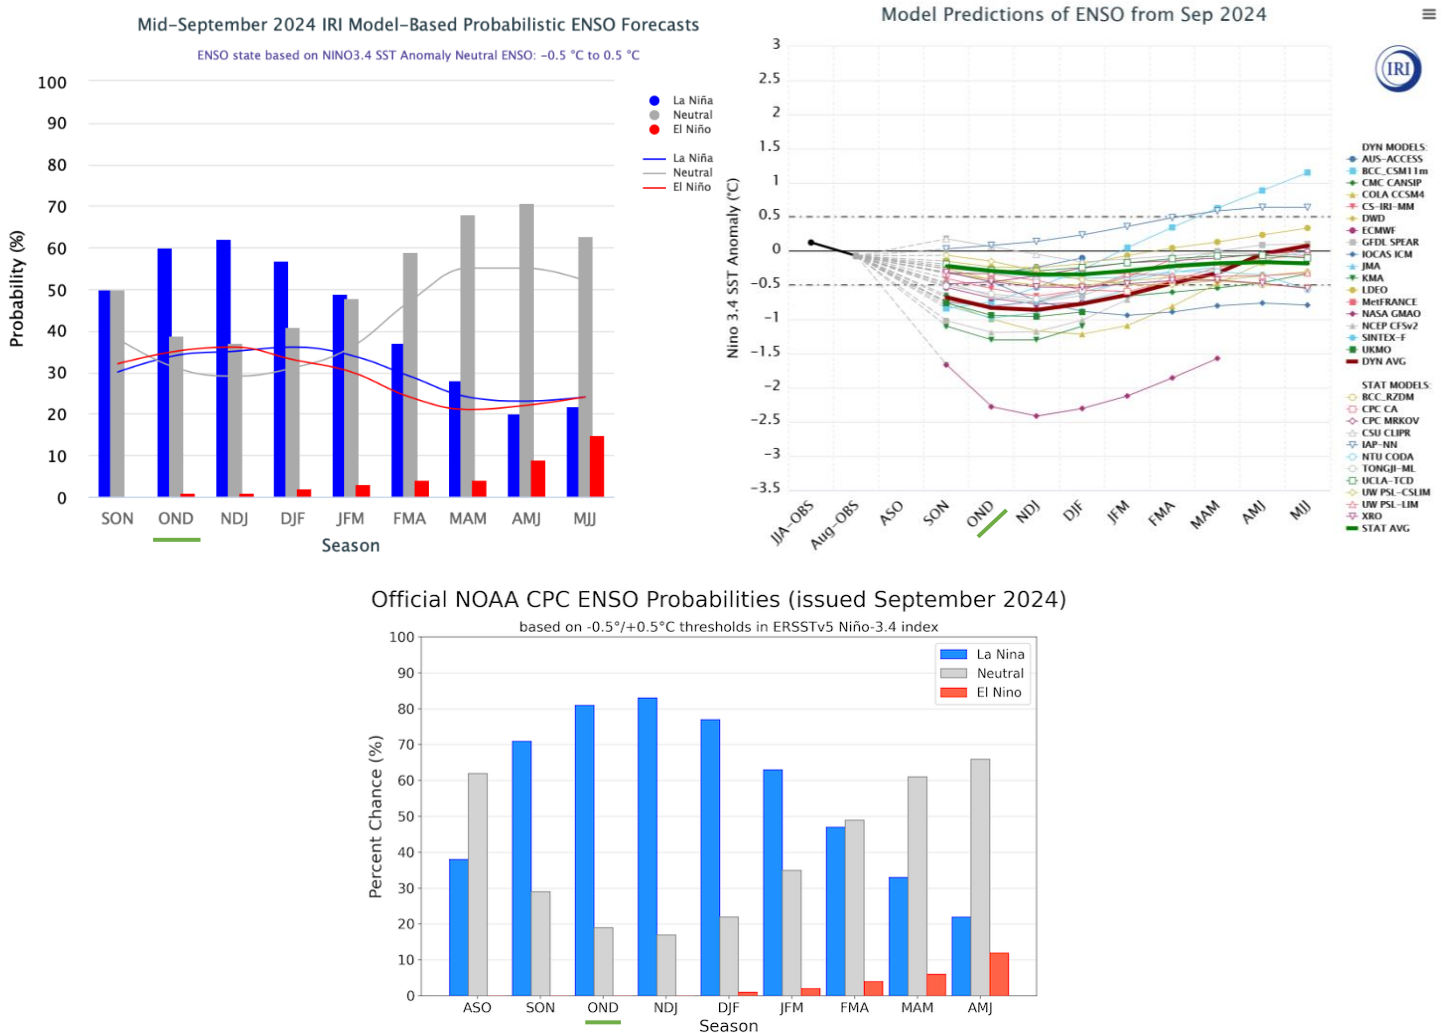 Mid-September 2024 IRI Model-Based Probabilistic ENSO Forecasts
ENSO state based on NINO3.4 SST Anomaly Neutral ENSO: -0.5 °C to 0.5 °C
Probability (%)
100
90
80
70
60
50
40
30
20
10
0
SON OND NDJ DJF JFM FMA MAM AMJ MJJ
Season
La Niña
Neutral
El Niño
La Niña
Neutral
El Niño
Model Predictions of ENSO from Sep 2024
Nino 3.4 SST Anomaly (°C)
3
2.5
2
1.5
1
0.5
0
-0.5
-1
-1.5
-2
-2.5
-3
-3.5
JJA-OBS Aug-OBS ASO SON OND NDJ DJF JFM FMA MAM AMJ MJJ
IRI
DYN MODELS:
AUS-ACCESS
BCC_CSM11m
CMC CANSIP
COLA CCSM4
CS-IRI-MM
DWD
ECMWF
GFDL SPEAR
IOCAS ICM
JMA
KMA
LDEO
MetFRANCE
NASA GMAO
NCEP CFSv2
SINTEX-F
UKMO
DYN AVG
STAT MODELS:
BCC_RZDM
CPC CA
CPC MRKOV
CSU CLIPR
IAP-NN
NTU CODA
TONGJI-ML
UCLA-TCD
UW PSL-CSLIM
UW PSL-LIM
XRO
STAT AVG
Official NOAA CPC ENSO Probabilities (issued September 2024)
based on -0.5°/+0.5°C thresholds in ERSSTv5 Niño-3.4 index
Percent Chance (%)
100
90
80
70
60
50
40
30
20
10
0
La Nina
Neutral
El Nino
ASO SON OND NDJ DJF JFM FMA MAM AMJ
Season